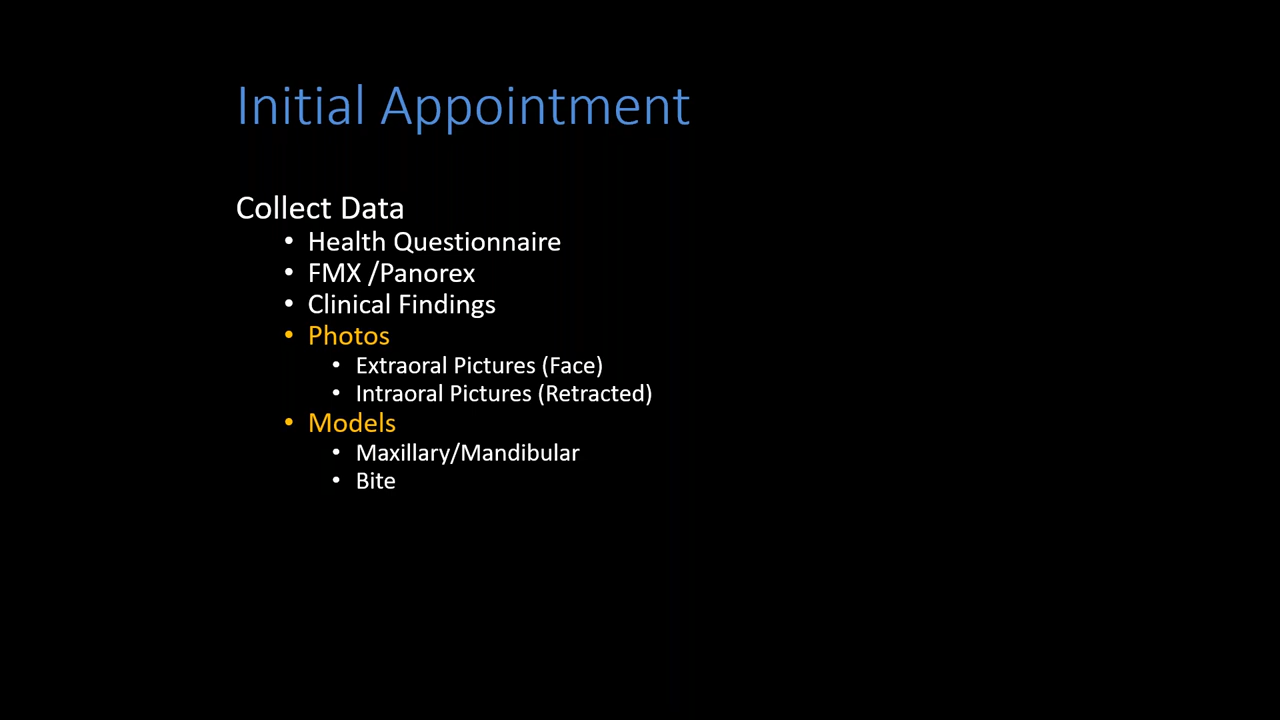 Initial Appointment
Collect Data
• Health Questionnaire
• FMX /Panorex
• Clinical Findings
• Photos
• Extraoral Pictures (Face)
• Intraoral Pictures (Retracted)
• Models
• Maxillary/Mandibular
• Bite